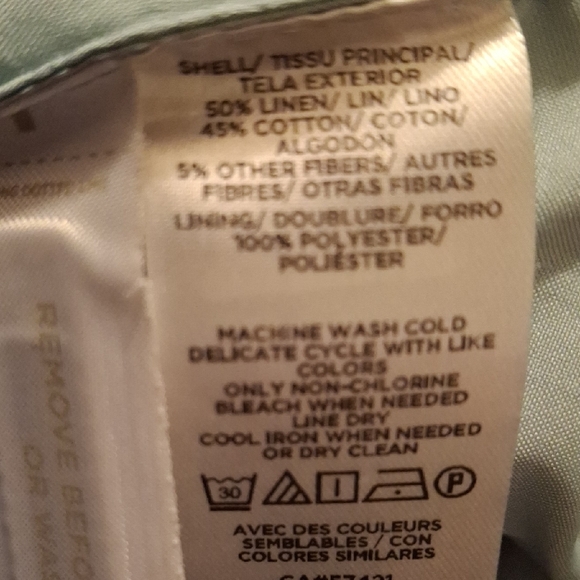 SHELL/ TISSU PRINCIPAL/
TELA EXTERIOR
50% LINEN/ LIN/ LINO
45% COTTON/ COTON/
ALGODON
5% OTHER FIBERS/ AUTRES
FIBRES/ OTRAS FIBRAS
LINING/ DOUBLURE/ FORRO
100% POLYESTER/
POLIÉSTER
MACHINE WASH COLD
DELICATE CYCLE WITH LIKE
COLORS
ONLY NON-CHLORINE
BLEACH WHEN NEEDED
LINE DRY
COOL IRON WHEN NEEDED
OR DRY CLEAN
30
P
AVEC DES COULEURS
SEMBLABLES / CON
COLORES SIMILARES
REMOVE BEFO
OR WAS